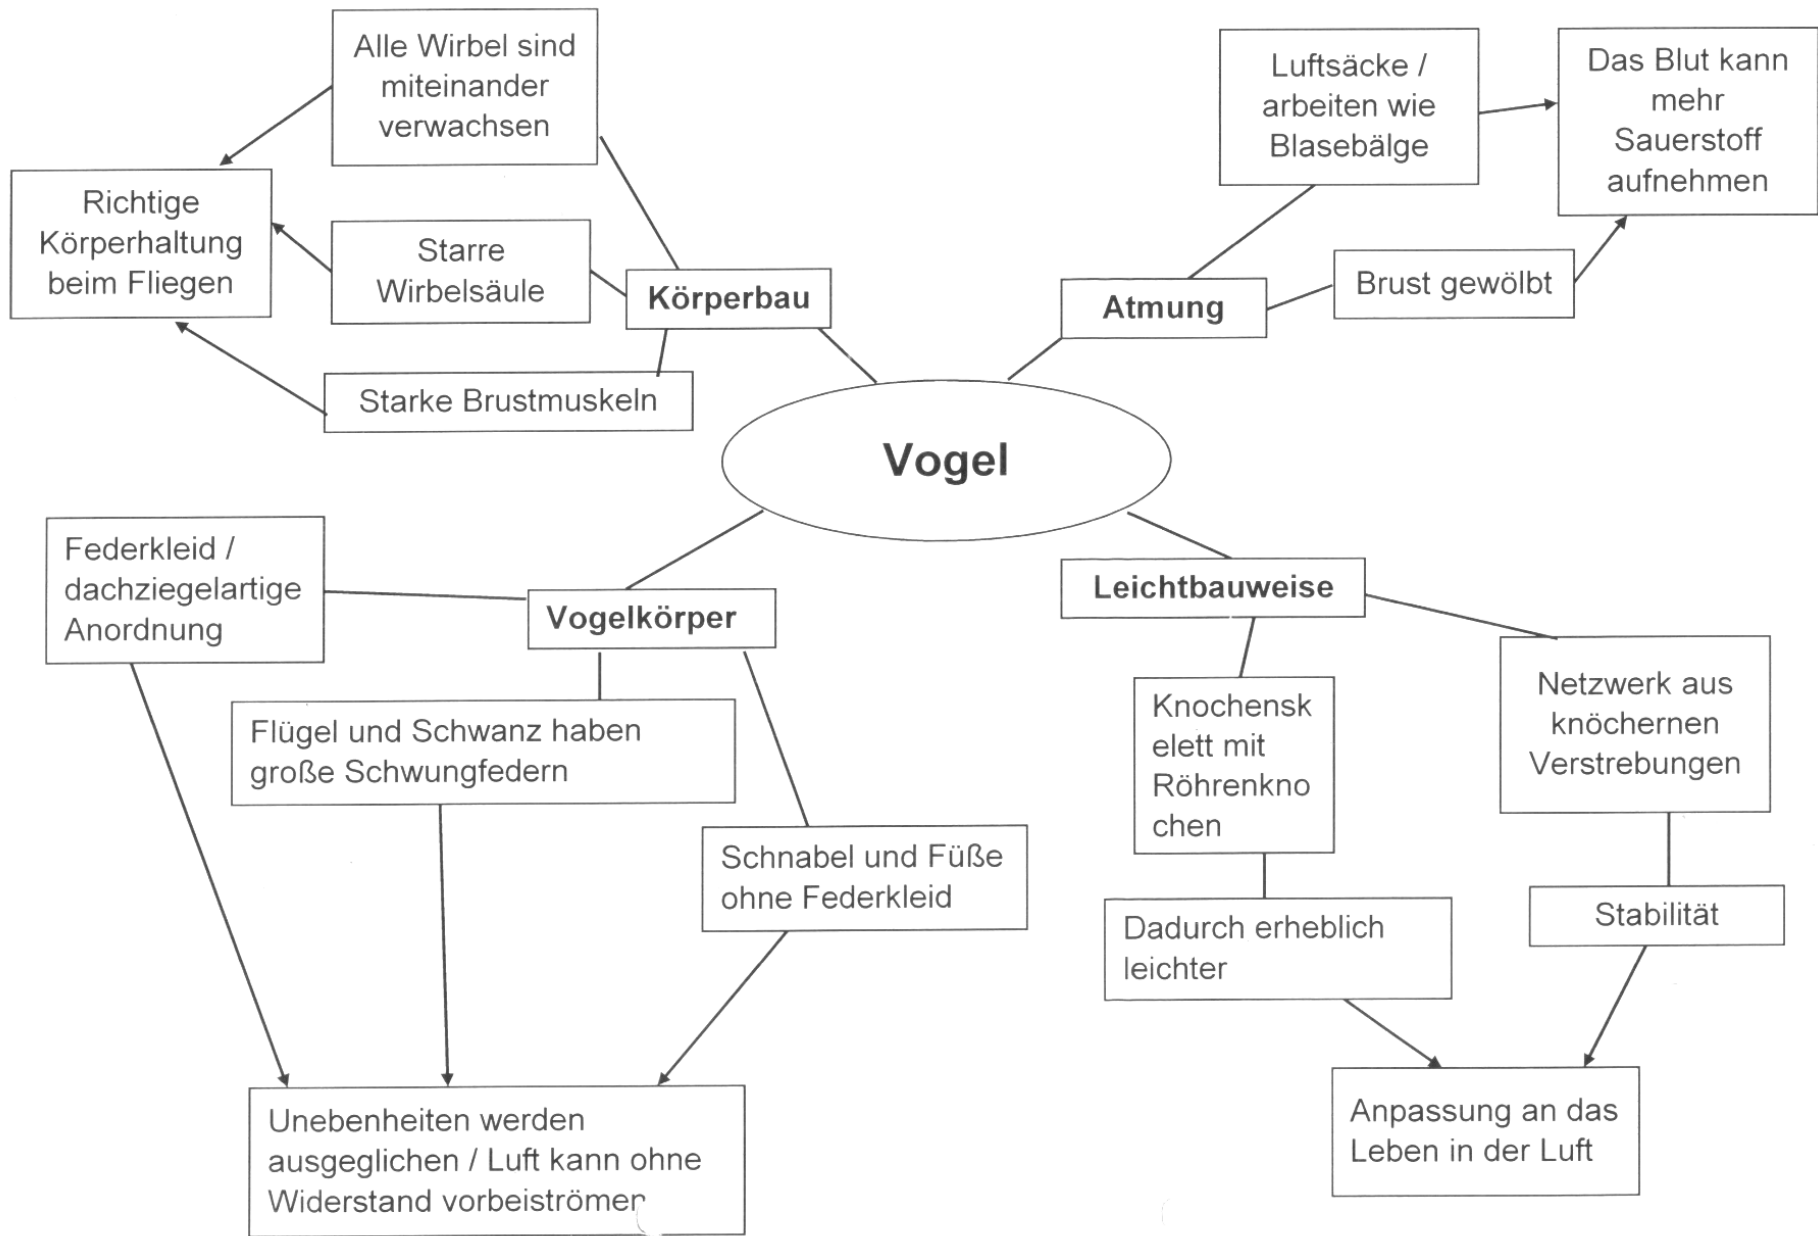 Alle Wirbel sind
miteinander
verwachsen
Luftsäcke /
arbeiten wie
Blasebälge
Das Blut kann
mehr
Sauerstoff
aufnehmen
Richtige
Körperhaltung
beim Fliegen
Starre
Wirbelsäule
Körperbau
Atmung
Brust gewölbt
Starke Brustmuskeln
Vogel
Federkleid /
dachziegelartige
Anordnung
Vogelkörper
Leichtbauweise
Flügel und Schwanz haben
große Schwungfedern
Knochensk
elett mit
Röhrenkno
chen
Netzwerk aus
knöchernen
Verstrebungen
Schnabel und Füße
ohne Federkleid
Dadurch erheblich
leichter
Stabilität
Unebenheiten werden
ausgeglichen / Luft kann ohne
Widerstand vorbeiströmen
Anpassung an das
Leben in der Luft